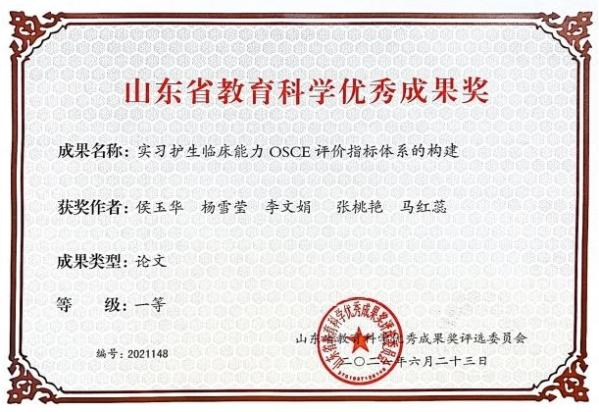 山东省教育科学优秀成果奖
成果名称：实习护生临床能力 OSCE 评价指标体系的构建
获奖作者：侯玉华 杨雪莹 李文娟 张桃艳 马红蕊
成果类型：论文
等 级：一等
山东省教育科学优秀成果奖评选委员会
编号：2021148
年六月二十三日